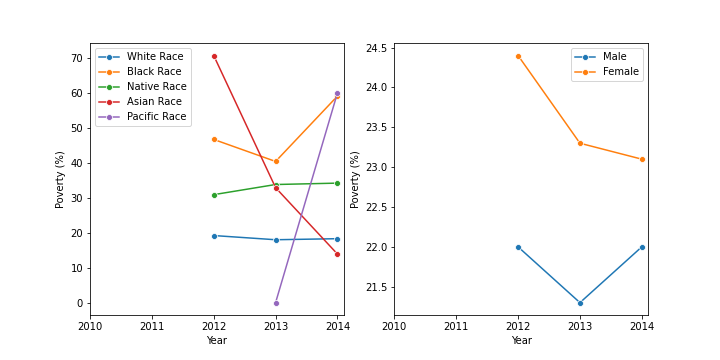 White Race
Black Race
Native Race
Asian Race
Pacific Race
70
60
50
40
30
20
10
0
Poverty (%)
2010 2011 2012 2013 2014
Year
Male
Female
24.5
24.0
23.5
23.0
22.5
22.0
21.5
Poverty (%)
2010 2011 2012 2013 2014
Year